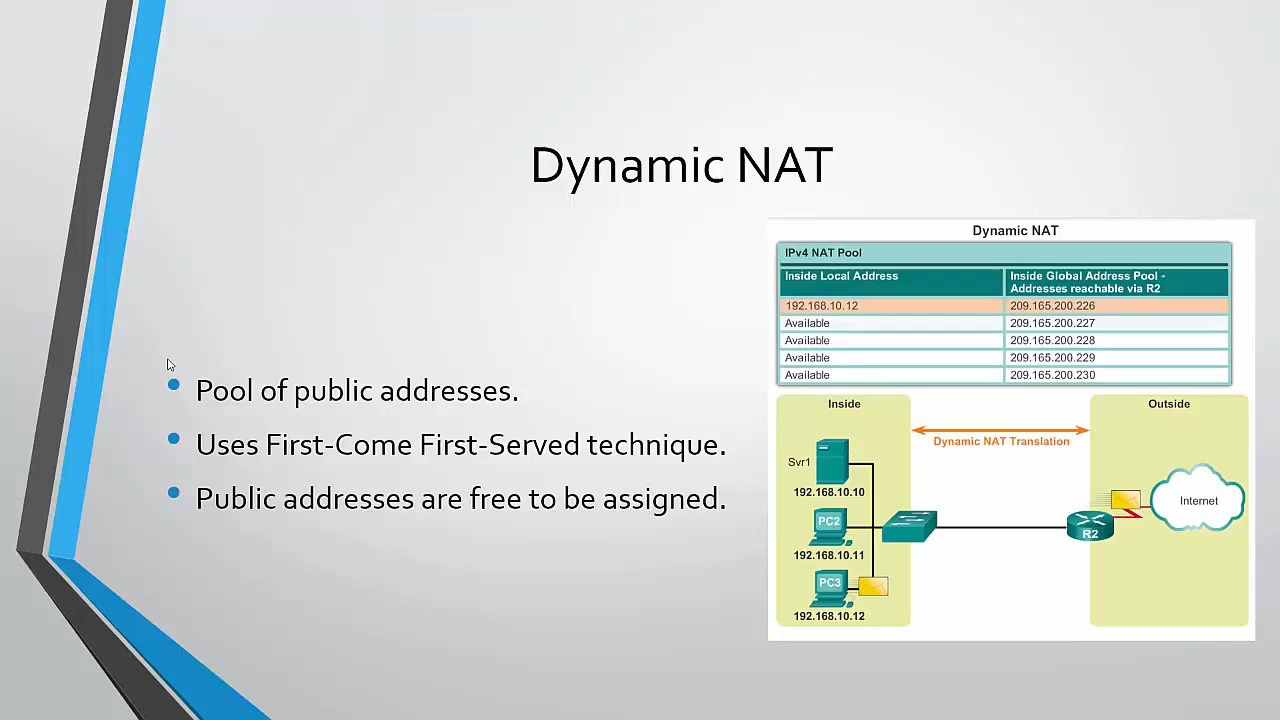 Dynamic NAT
Pool of public addresses.
Uses First-Come First-Served technique.
Public addresses are free to be assigned.
Dynamic NAT
IPv4 NAT Pool
Inside Local Address
Inside Global Address Pool -
Addresses reachable via R2
192.168.10.12 209.165.200.226
Available 209.165.200.227
Available 209.165.200.228
Available 209.165.200.229
Available 209.165.200.230
Inside
Outside
Dynamic NAT Translation
Svr1
192.168.10.10
Internet
PC2
R2
192.168.10.11
PC3
192.168.10.12